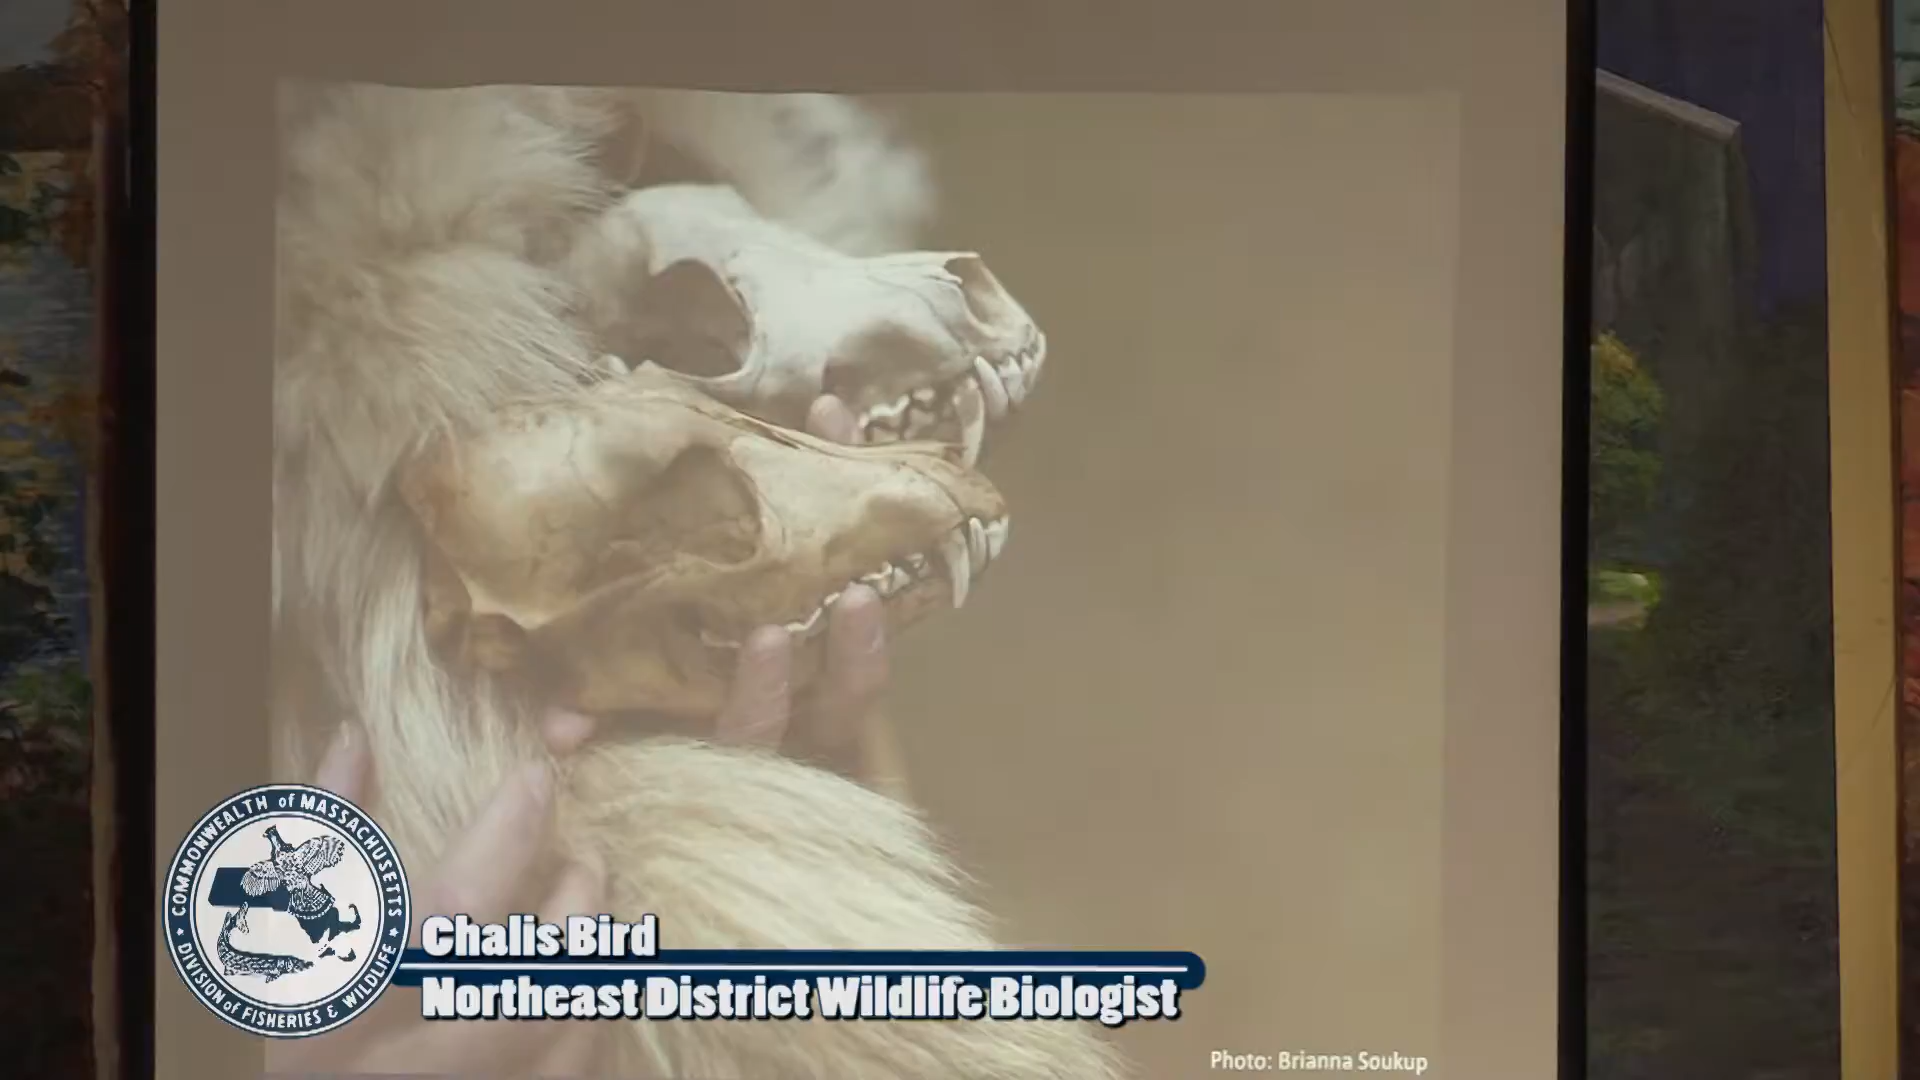 COMMONWEALTH of MASSACHUSETTS
DIVISION of FISHERIES & WILDLIFE
Chalis Bird
Northeast District Wildlife Biologist
Photo: Brianna Soukup